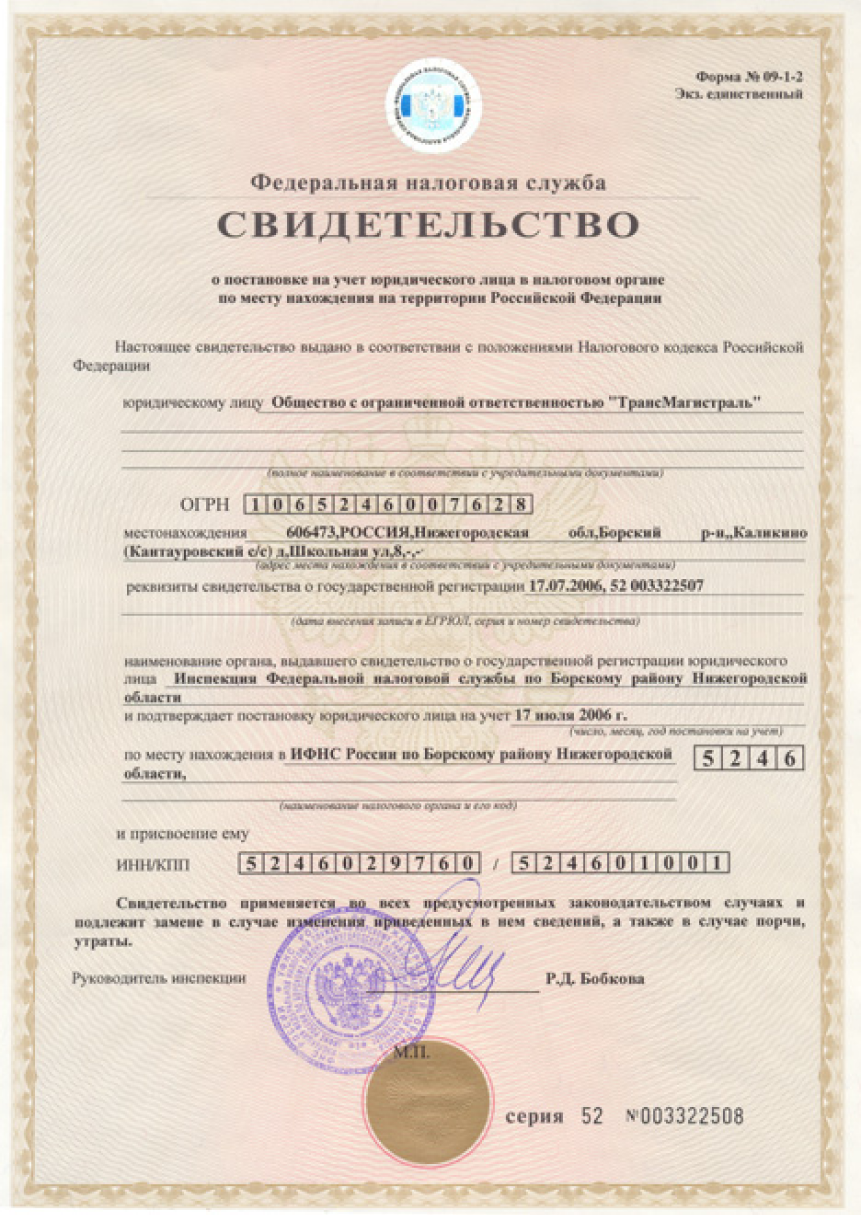 Форма № 09-1-2
Экз. единственный
Федеральная налоговая служба
СВИДЕТЕЛЬСТВО
о постановке на учет юридического лица в налоговом органе
по месту нахождения на территории Российской Федерации
Настоящее свидетельство выдано в соответствии с положениями Налогового кодекса Российской
Федерации
юридическому лицу Общество с ограниченной ответственностью "ТрансМагистраль"
(полное наименование в соответствии с учредительными документами)
ОГРН 1065246007628
местонахождения 606473,РОССИЯ,Нижегородская обл,Борский р-н,,Каликино
(Кантауровский с/с) д,Школьная ул,8,-,-
(адрес места нахождения в соответствии с учредительными документами)
реквизиты свидетельства о государственной регистрации 17.07.2006, 52 003322507
(дата внесения записи в ЕГРЮЛ, серия и номер свидетельства)
наименование органа, выдавшего свидетельство о государственной регистрации юридического
лица Инспекция Федеральной налоговой службы по Борскому району Нижегородской
области
и подтверждает постановку юридического лица на учет 17 июля 2006 г.
(число, месяц, год постановки на учет)
по месту нахождения в ИФНС России по Борскому району Нижегородской 5246
области,
(наименование налогового органа и его код)
и присвоение ему
ИНН/КПП 5246029760 / 524601001
Свидетельство применяется во всех предусмотренных законодательством случаях и
подлежит замене в случае изменения приведенных в нем сведений, а также в случае порчи,
утраты.
Руководитель инспекции Р.Д. Бобкова
М.П.
серия 52 №003322508